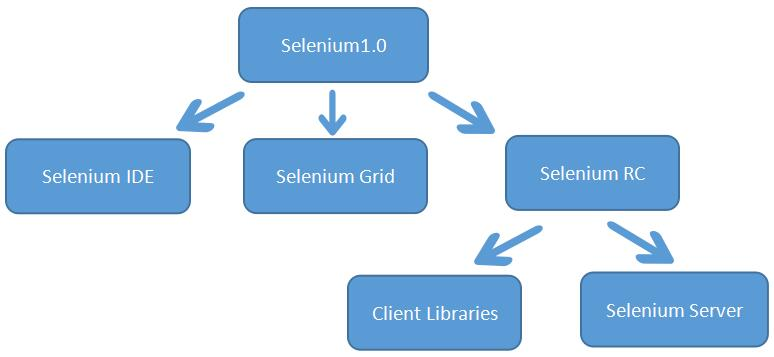 Selenium1.0
Selenium IDE
Selenium Grid
Selenium RC
Client Libraries
Selenium Server